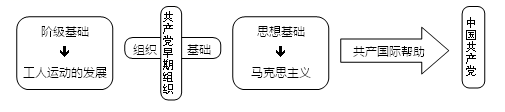 阶级基础
工人运动的发展
组织
共产党早期组织
基础
思想基础
马克思主义
共产国际帮助
中国共产党